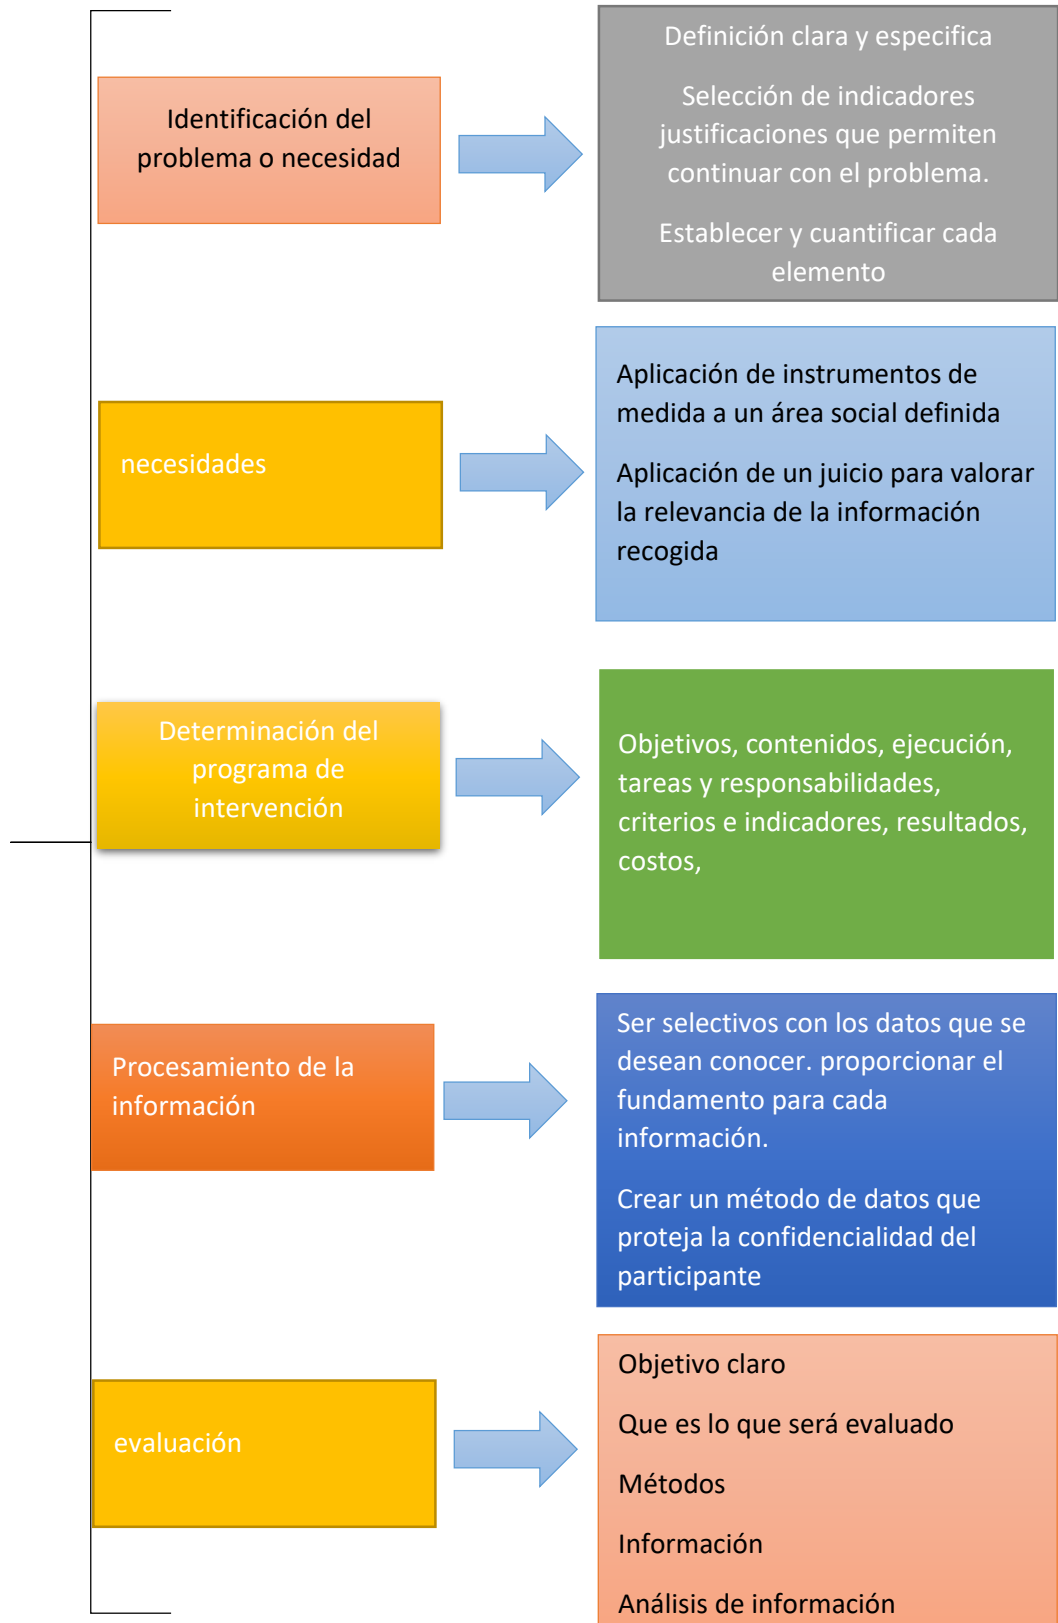 Identificación del
problema o necesidad
Definición clara y especifica
Selección de indicadores
justificaciones que permiten
continuar con el problema.
Establecer y cuantificar cada
elemento
necesidades
Aplicación de instrumentos de
medida a un área social definida
Aplicación de un juicio para valorar
la relevancia de la información
recogida
Determinación del
programa de
intervención
Objetivos, contenidos, ejecución,
tareas y responsabilidades,
criterios e indicadores, resultados,
costos,
Procesamiento de la
información
Ser selectivos con los datos que se
desean conocer. proporcionar el
fundamento para cada
información.
Crear un método de datos que
proteja la confidencialidad del
participante
evaluación
Objetivo claro
Que es lo que será evaluado
Métodos
Información
Análisis de información